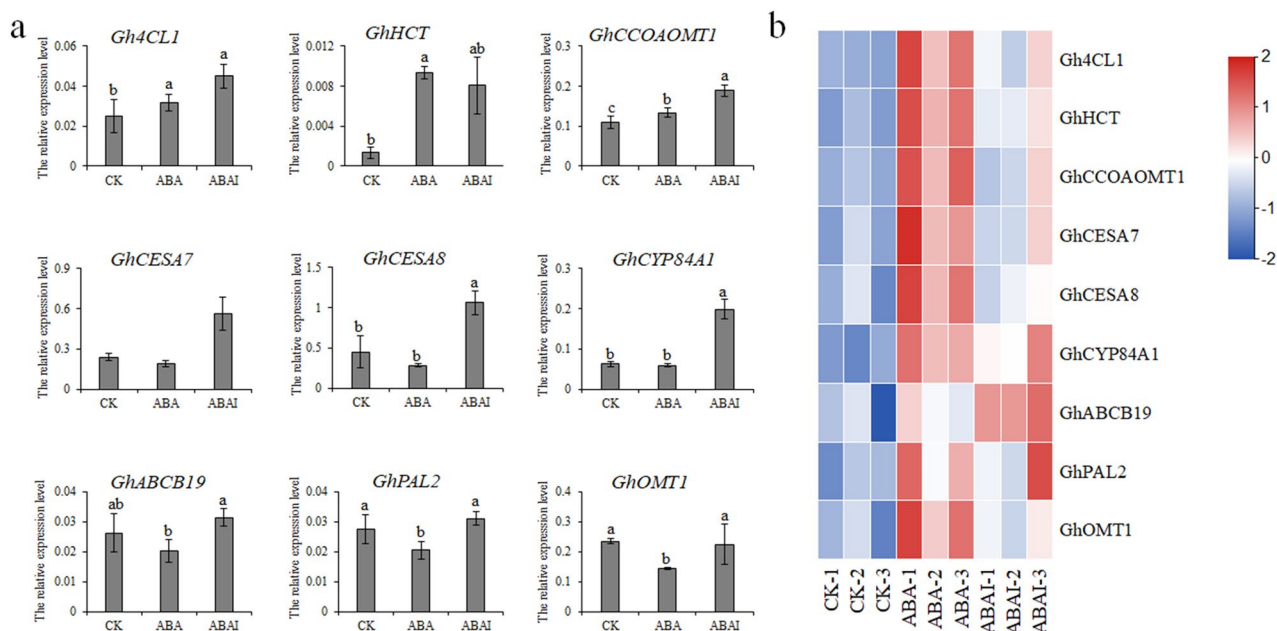 a
Gh4CL1
The relative expression level
0.06
0.04
0.02
0
b
a
a
CK
ABA
ABAI
GhHCT
The relative expression level
0.012
0.008
0.004
0
b
a
ab
CK
ABA
ABAI
GhCCOAOMT1
The relative expression level
0.3
0.2
0.1
0
c
b
a
CK
ABA
ABAI
GhCESA7
The relative expression level
0.9
0.6
0.3
0
CK
ABA
ABAI
GhCESA8
The relative expression level
1.5
1
0.5
0
b
b
a
CK
ABA
ABAI
GhCYP84A1
The relative expression level
0.3
0.2
0.1
0
b
b
a
CK
ABA
ABAI
GhABCB19
The relative expression level
0.04
0.03
0.02
0.01
0
ab
b
a
CK
ABA
ABAI
GhPAL2
The relative expression level
0.04
0.03
0.02
0.01
0
a
b
a
CK
ABA
ABAI
GhOMT1
The relative expression level
0.4
0.3
0.2
0.1
0
a
b
a
CK
ABA
ABAI
b
Gh4CL1
GhHCT
GhCCOAOMT1
GhCESA7
GhCESA8
GhCYP84A1
GhABCB19
GhPAL2
GhOMT1
CK-1
CK-2
CK-3
ABA-1
ABA-2
ABA-3
ABAI-1
ABAI-2
ABAI-3
2
1
0
-1
-2